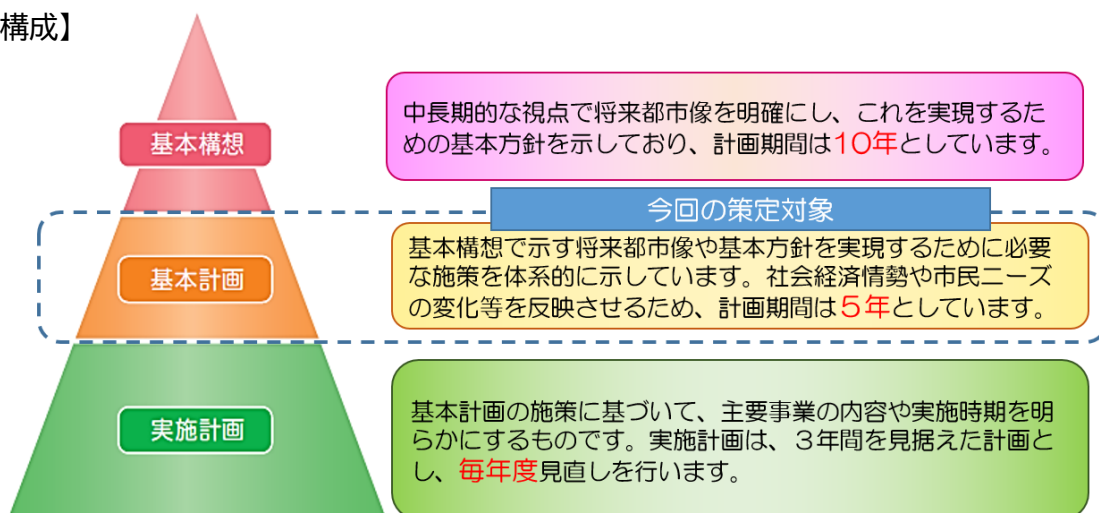 構成】
基本構想
中長期的な視点で将来都市像を明確にし、これを実現するた
めの基本方針を示しており、計画期間は10年としています。
今回の策定対象
基本計画
基本構想で示す将来都市像や基本方針を実現するために必要
な施策を体系的に示しています。社会経済情勢や市民ニーズ
の変化等を反映させるため、計画期間は５年としています。
実施計画
基本計画の施策に基づいて、主要事業の内容や実施時期を明
らかにするものです。実施計画は、３年間を見据えた計画と
し、毎年度見直しを行います。